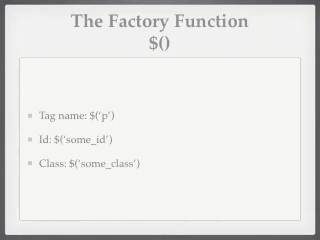 The Factory Function
$()
Tag name: $(‘p’)
Id: $(‘some_id’)
Class: $(‘some_class’)